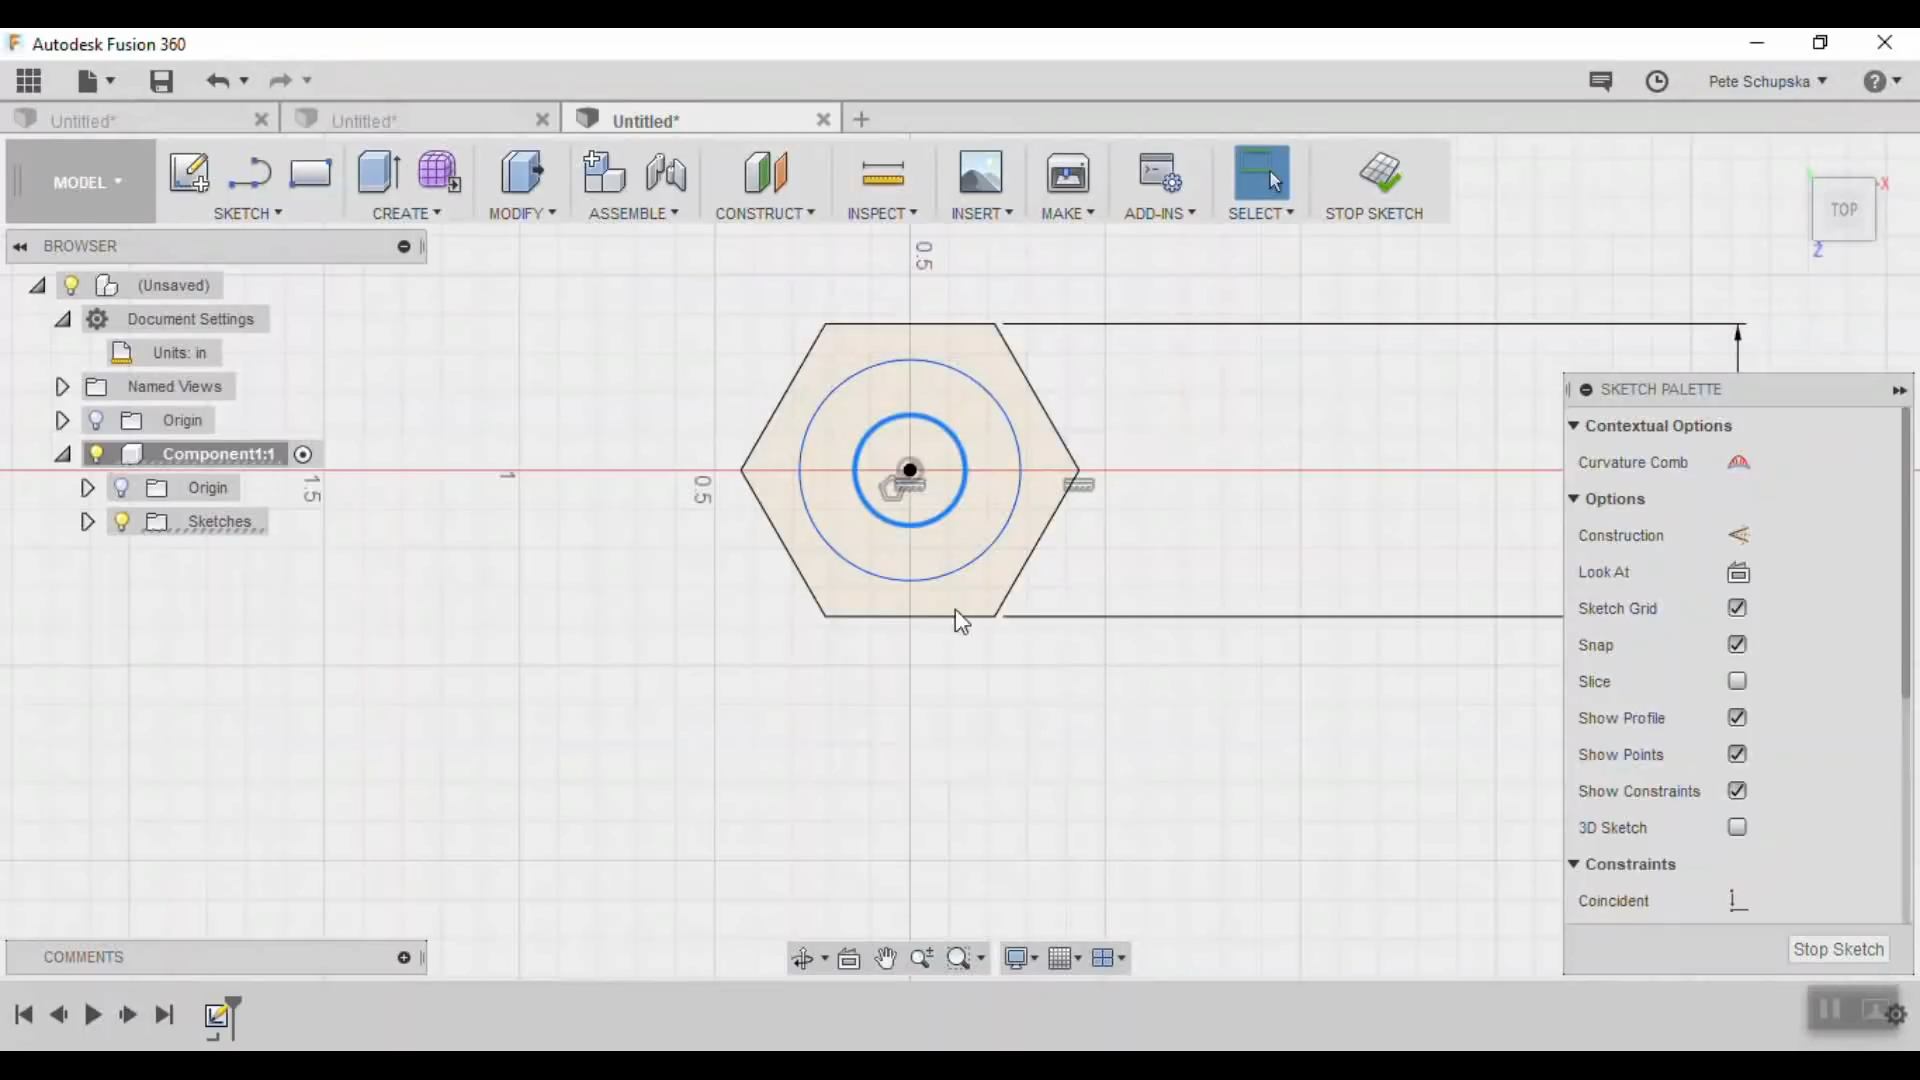 Autodesk Fusion 360
Pete Schupska
Untitled*
Untitled*
Untitled*
MODEL
SKETCH
CREATE
MODIFY
ASSEMBLE
CONSTRUCT
INSPECT
INSERT
MAKE
ADD-INS
SELECT
STOP SKETCH
TOP
X
Z
BROWSER
0.5
(Unsaved)
Document Settings
Units: in
Named Views
Origin
Component1:1
Origin
Sketches
1.5
1
0.5
SKETCH PALETTE
Contextual Options
Curvature Comb
Options
Construction
Look At
Sketch Grid
Snap
Slice
Show Profile
Show Points
Show Constraints
3D Sketch
Constraints
Coincident
Stop Sketch
COMMENTS